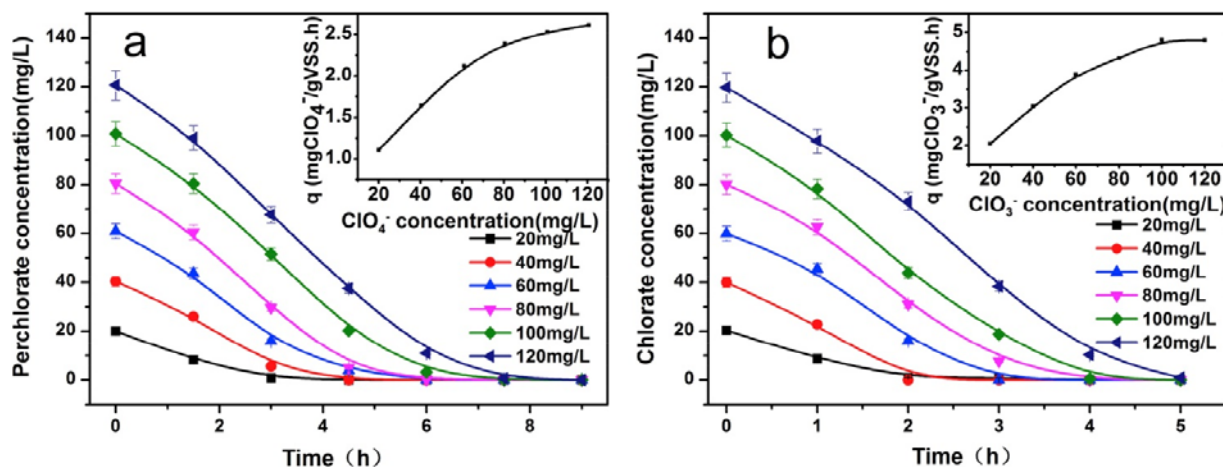 a
Perchlorate concentration(mg/L)
140
120
100
80
60
40
20
0
0 2 4 6 8
Time (h)
q (mgClO4-/gVSS.h)
2.5
2.0
1.5
1.0
20 40 60 80 100 120
ClO4- concentration(mg/L)
20mg/L
40mg/L
60mg/L
80mg/L
100mg/L
120mg/L
b
Chlorate concentration(mg/L)
140
120
100
80
60
40
20
0
0 1 2 3 4 5
Time (h)
q (mgClO3-/gVSS.h)
5
4
3
2
20 40 60 80 100 120
ClO3- concentration(mg/L)
20mg/L
40mg/L
60mg/L
80mg/L
100mg/L
120mg/L